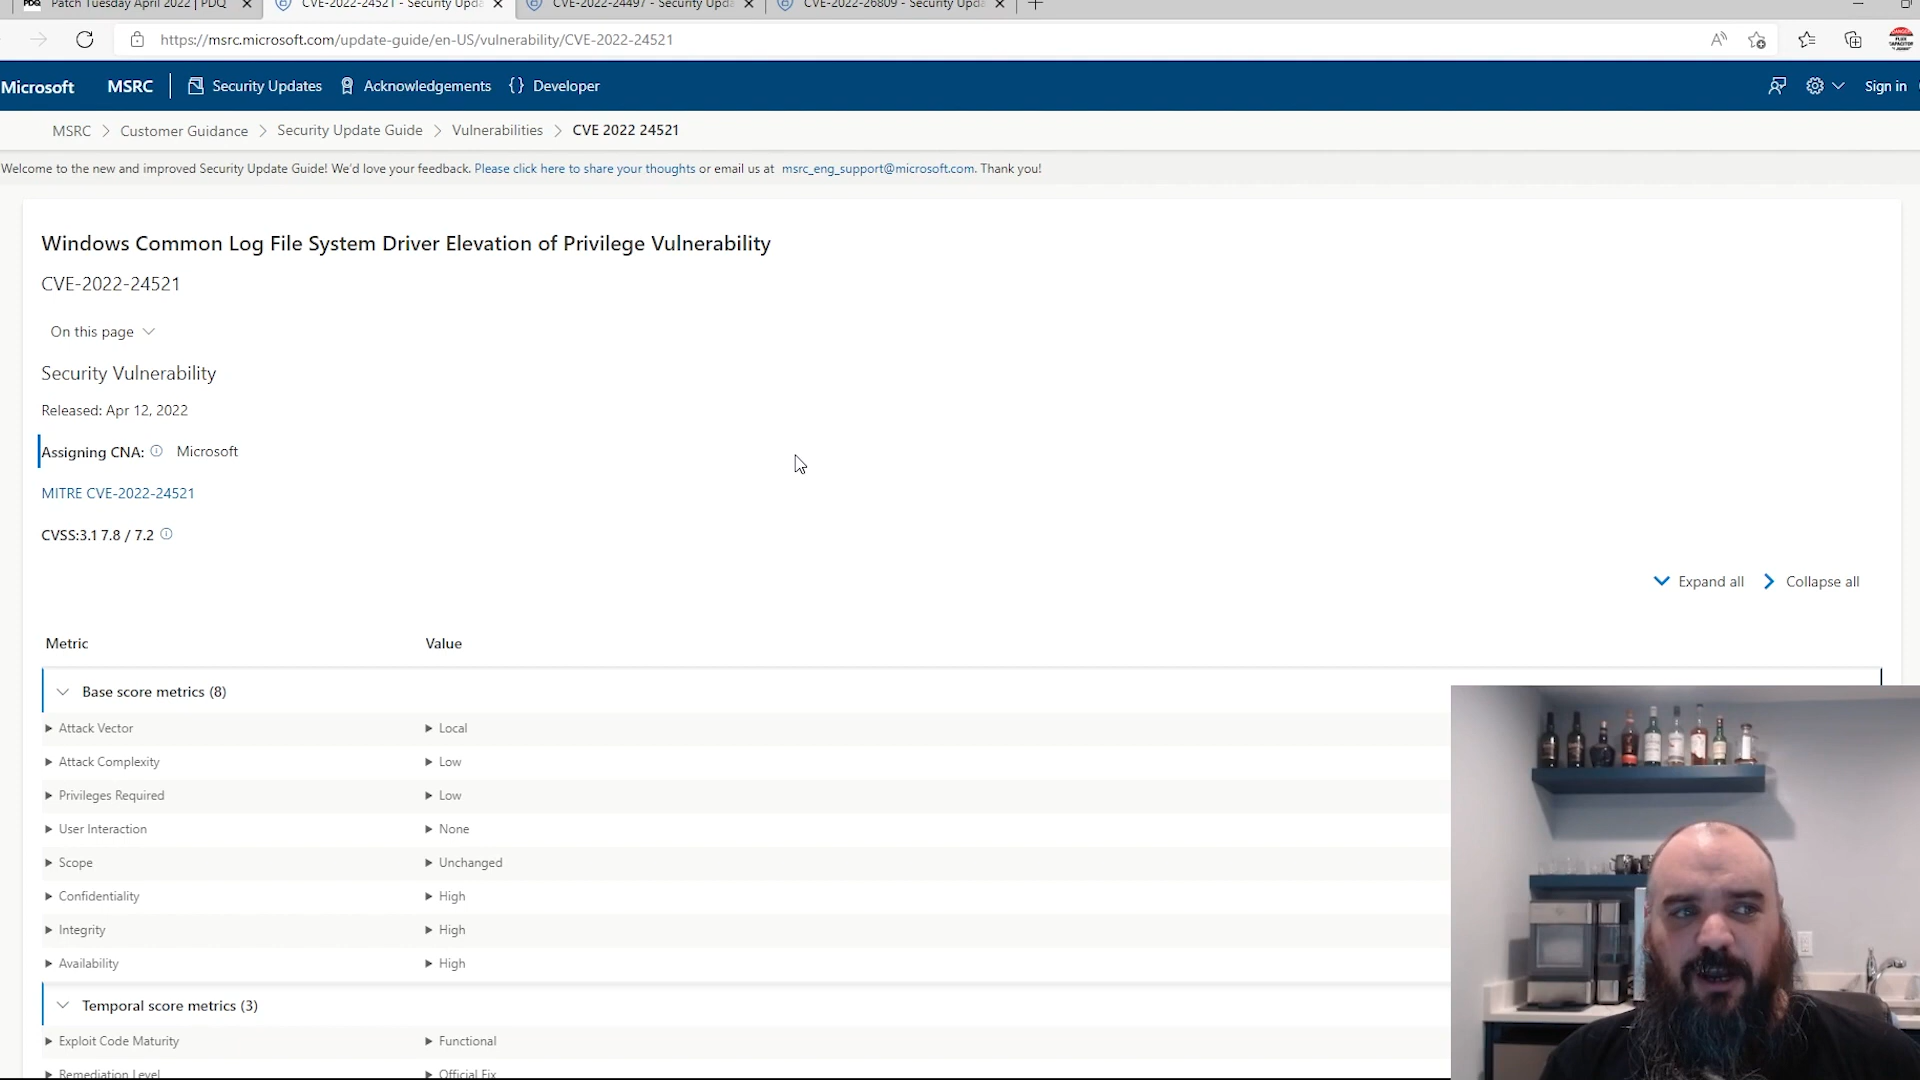 PDQ Patch Tuesday April 2022 | PDQ
CVE-2022-24521 - Security Upda
CVE-2022-24497 - Security Upda
CVE-2022-26809 - Security Upda
https://msrc.microsoft.com/update-guide/en-US/vulnerability/CVE-2022-24521
Microsoft MSRC Security Updates Acknowledgements {} Developer Sign in
MSRC > Customer Guidance > Security Update Guide > Vulnerabilities > CVE 2022 24521
Welcome to the new and improved Security Update Guide! We'd love your feedback. Please click here to share your thoughts or email us at msrc_eng_support@microsoft.com. Thank you!
Windows Common Log File System Driver Elevation of Privilege Vulnerability
CVE-2022-24521
On this page
Security Vulnerability
Released: Apr 12, 2022
Assigning CNA: Microsoft
MITRE CVE-2022-24521
CVSS:3.1 7.8 / 7.2
Expand all Collapse all
Metric Value
Base score metrics (8)
Attack Vector Local
Attack Complexity Low
Privileges Required Low
User Interaction None
Scope Unchanged
Confidentiality High
Integrity High
Availability High
Temporal score metrics (3)
Exploit Code Maturity Functional
Remediation Level Official Fix